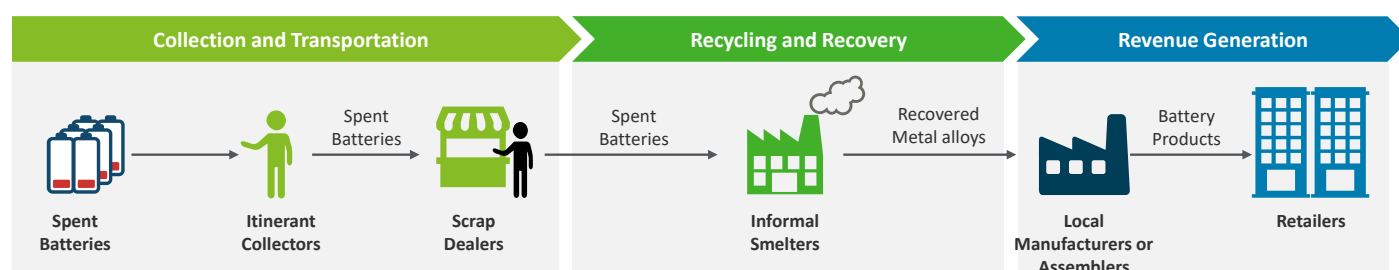 Collection and Transportation
Recycling and Recovery
Revenue Generation
Spent
Batteries
Spent
Batteries
Recovered
Metal alloys
Battery
Products
Spent
Batteries
Itinerant
Collectors
Scrap
Dealers
Informal
Smelters
Local
Manufacturers or
Assemblers
Retailers